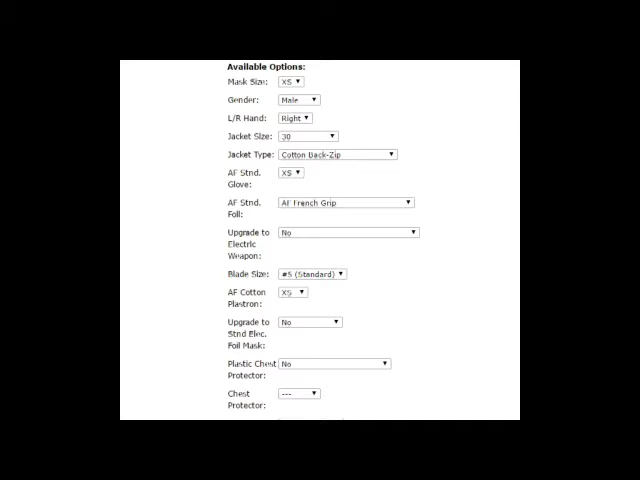 Available Options:
Mask Size: XS
Gender: Male
L/R Hand: Right
Jacket Size: 30
Jacket Type: Cotton Back-Zip
AF Stnd. XS
Glove:
AF Stnd. AF French Grip
Foil:
Upgrade to No
Electric
Weapon:
Blade Size: #5 (Standard)
AF Cotton XS
Plastron:
Upgrade to No
Stnd Elec.
Foil Mask:
Plastic Chest No
Protector:
Chest ---
Protector: